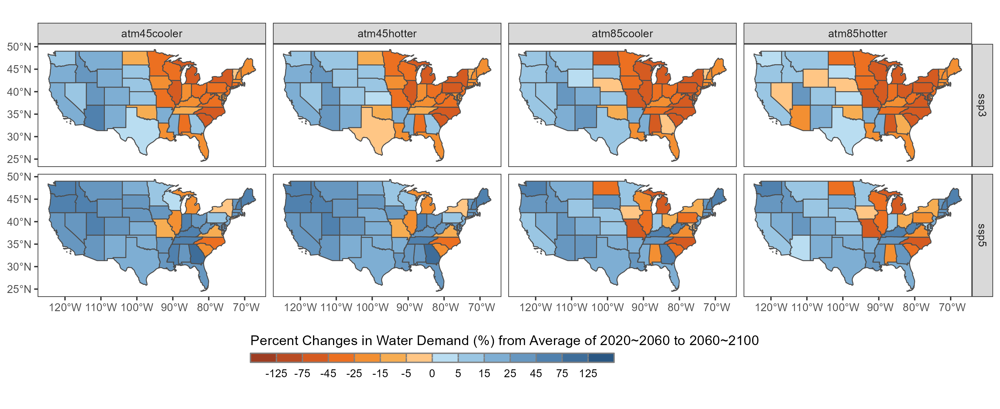 atm45cooler atm45hotter atm85cooler atm85hotter
50°N
45°N
40°N
35°N
30°N
25°N
ssp3
50°N
45°N
40°N
35°N
30°N
25°N
ssp5
120°W 110°W 100°W 90°W 80°W 70°W 120°W 110°W 100°W 90°W 80°W 70°W 120°W 110°W 100°W 90°W 80°W 70°W 120°W 110°W 100°W 90°W 80°W 70°W
Percent Changes in Water Demand (%) from Average of 2020~2060 to 2060~2100
-125 -75 -45 -25 -15 -5 0 5 15 25 45 75 125